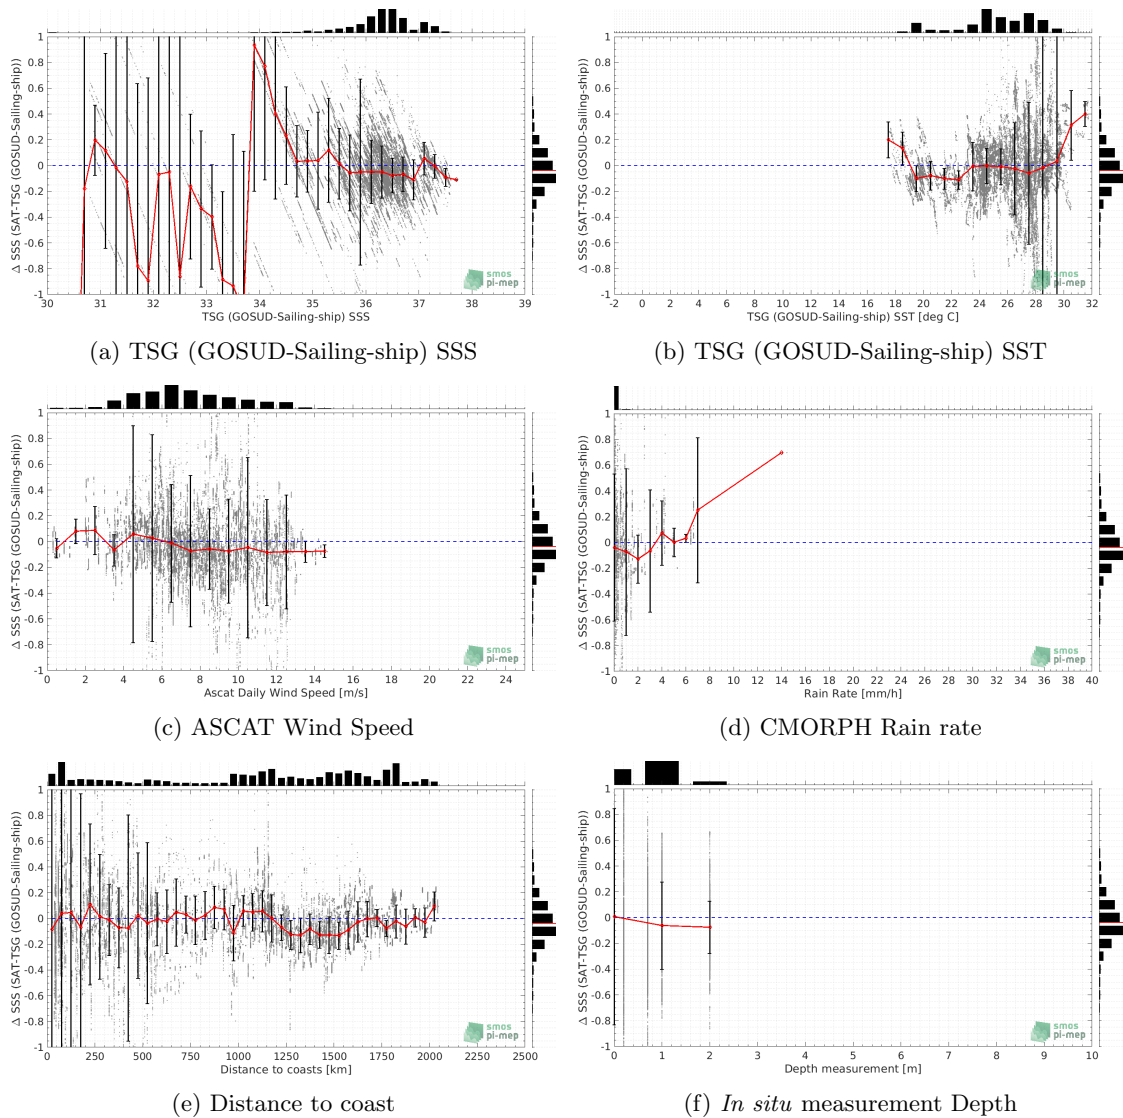 1
0.8
0.6
0.4
0.2
0
-0.2
-0.4
-0.6
-0.8
-1
Δ SSS (SAT-TSG (GOSUD-Sailing-ship))
30 31 32 33 34 35 36 37 38 39
TSG (GOSUD-Sailing-ship) SSS
smos
pi-mep
(a) TSG (GOSUD-Sailing-ship) SSS
1
0.8
0.6
0.4
0.2
0
-0.2
-0.4
-0.6
-0.8
-1
Δ SSS (SAT-TSG (GOSUD-Sailing-ship))
-2 0 2 4 6 8 10 12 14 16 18 20 22 24 26 28 30 32
TSG (GOSUD-Sailing-ship) SST [deg C]
smos
pi-mep
(b) TSG (GOSUD-Sailing-ship) SST
1
0.8
0.6
0.4
0.2
0
-0.2
-0.4
-0.6
-0.8
-1
Δ SSS (SAT-TSG (GOSUD-Sailing-ship))
0 2 4 6 8 10 12 14 16 18 20 22 24
Ascat Daily Wind Speed [m/s]
smos
pi-mep
(c) ASCAT Wind Speed
1
0.8
0.6
0.4
0.2
0
-0.2
-0.4
-0.6
-0.8
-1
Δ SSS (SAT-TSG (GOSUD-Sailing-ship))
0 2 4 6 8 10 12 14 16 18 20 22 24 26 28 30 32 34 36 38 40
Rain Rate [mm/h]
smos
pi-mep
(d) CMORPH Rain rate
1
0.8
0.6
0.4
0.2
0
-0.2
-0.4
-0.6
-0.8
-1
Δ SSS (SAT-TSG (GOSUD-Sailing-ship))
0 250 500 750 1000 1250 1500 1750 2000 2250 2500
Distance to coasts [km]
smos
pi-mep
(e) Distance to coast
1
0.8
0.6
0.4
0.2
0
-0.2
-0.4
-0.6
-0.8
-1
Δ SSS (SAT-TSG (GOSUD-Sailing-ship))
0 1 2 3 4 5 6 7 8 9 10
Depth measurement [m]
smos
pi-mep
(f) In situ measurement Depth